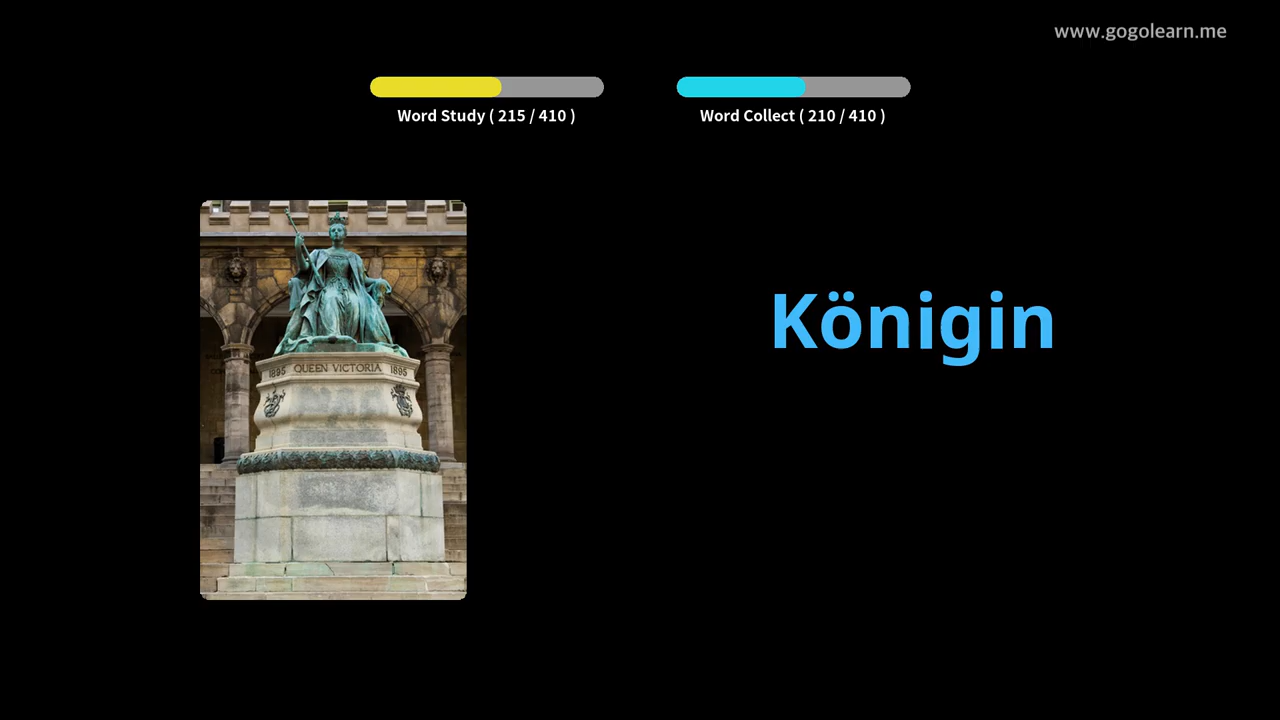 www.gogolearn.me
Word Study ( 215 / 410 )
Word Collect ( 210 / 410 )
Königin
1895 QUEEN VICTORIA 1895